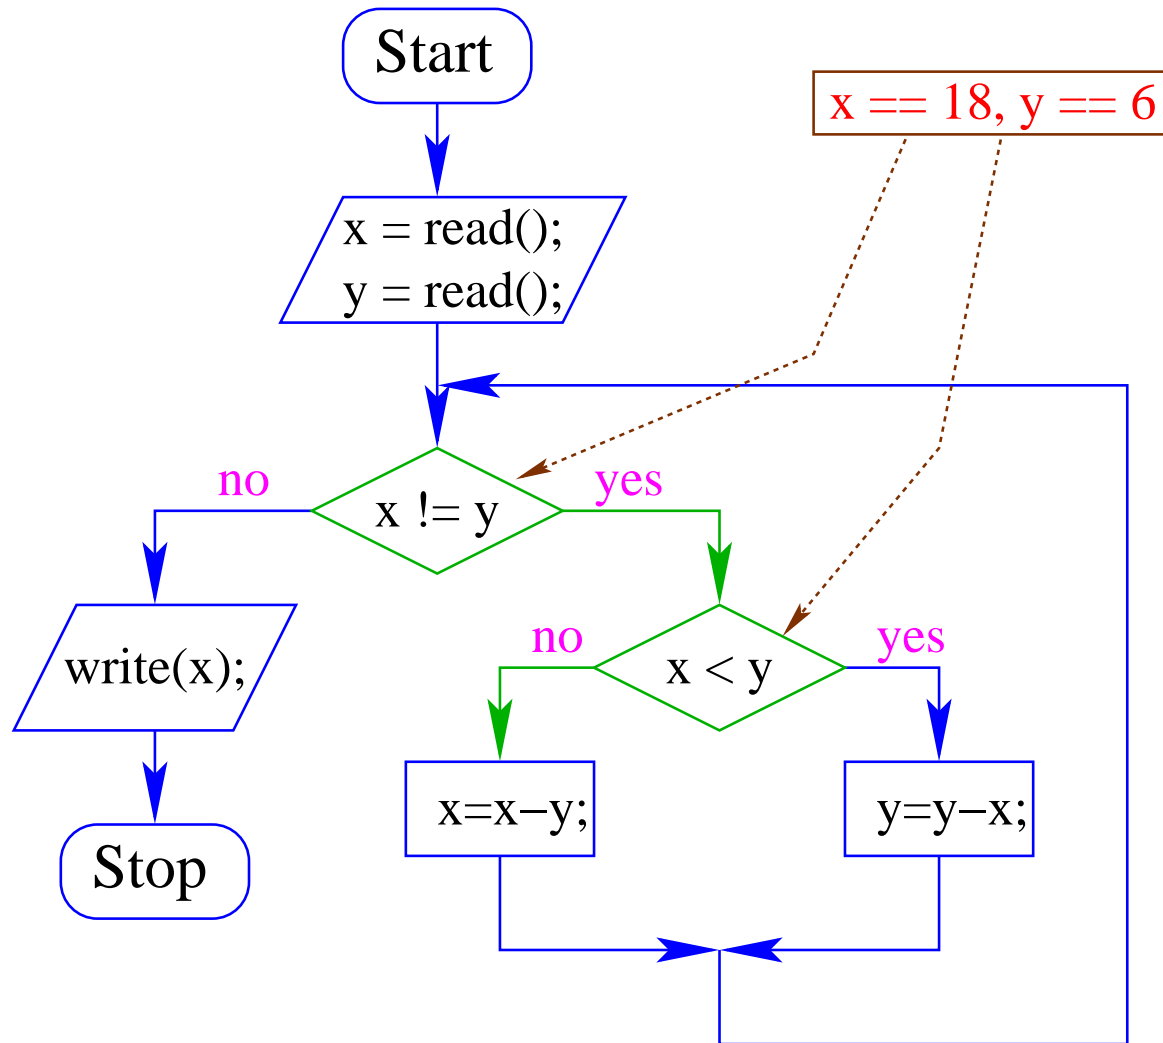 Start
x == 18, y == 6
x = read();
y = read();
no
yes
x != y
no
yes
write(x);
x < y
x=x−y;
y=y−x;
Stop